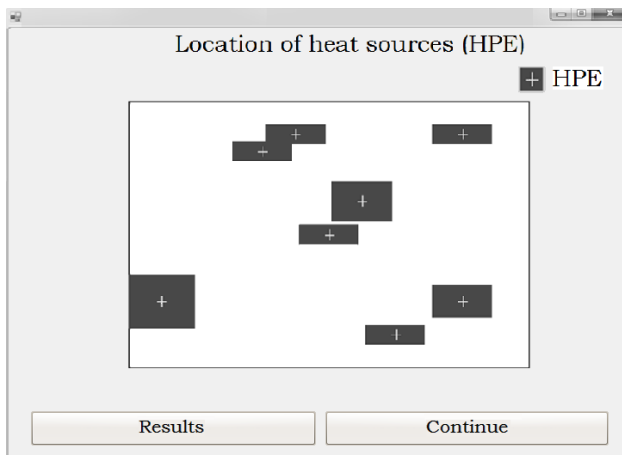 Location of heat sources (HPE)
HPE
Results
Continue